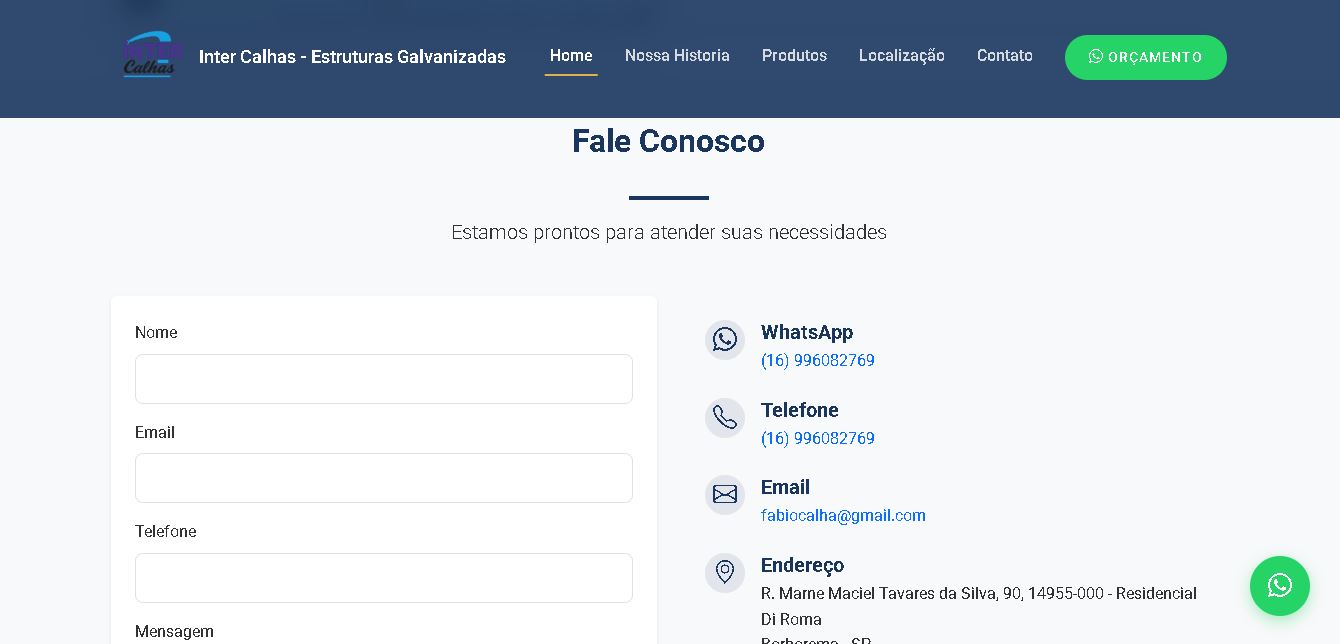 INTER
Calhas
Inter Calhas - Estruturas Galvanizadas
Home
Nossa Historia
Produtos
Localização
Contato
ORÇAMENTO
Fale Conosco
Estamos prontos para atender suas necessidades
Nome
Email
Telefone
Mensagem
WhatsApp
(16) 996082769
Telefone
(16) 996082769
Email
fabiocalha@gmail.com
Endereço
R. Marne Maciel Tavares da Silva, 90, 14955-000 - Residencial
Di Roma
Borborema - SP